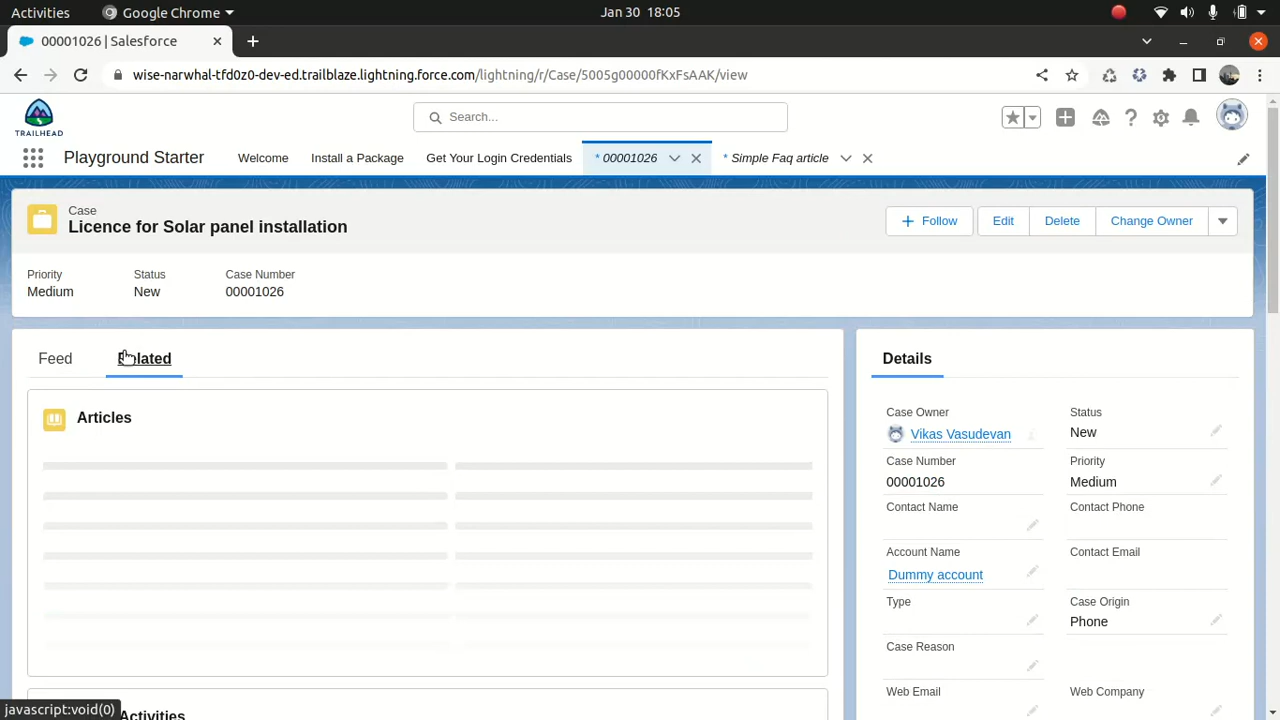 Activities
Google Chrome
Jan 30 18:05
00001026 | Salesforce
wise-narwhal-tfd0z0-dev-ed.trailblaze.lightning.force.com/lightning/r/Case/5005g00000fKxFsAAK/view
TRAILHEAD
Search...
Playground Starter
Welcome
Install a Package
Get Your Login Credentials
* 00001026
* Simple Faq article
Case
Licence for Solar panel installation
Follow
Edit
Delete
Change Owner
Priority
Medium
Status
New
Case Number
00001026
Feed
Related
Articles
Activities
Details
Case Owner
Vikas Vasudevan
Status
New
Case Number
00001026
Priority
Medium
Contact Name
Contact Phone
Account Name
Dummy account
Contact Email
Type
Case Origin
Phone
Case Reason
Web Email
Web Company
javascript:void(0)